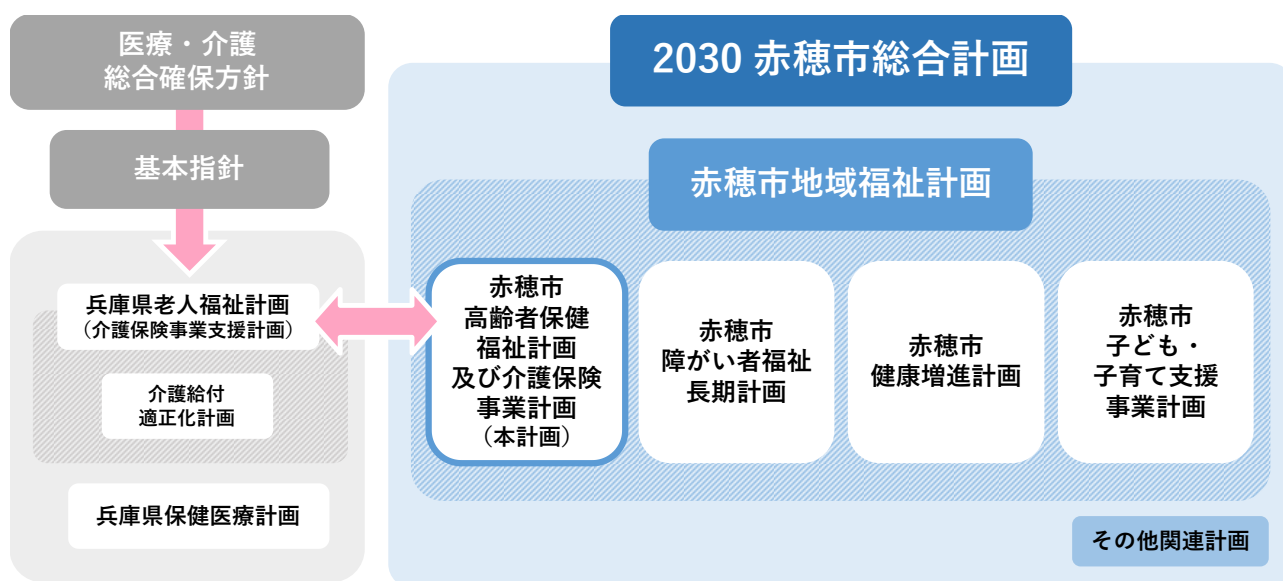 医療・介護
総合確保方針
基本指針
兵庫県老人福祉計画
（介護保険事業支援計画）
介護給付
適正化計画
兵庫県保健医療計画
2030 赤穂市総合計画
赤穂市地域福祉計画
赤穂市
高齢者保健
福祉計画
及び介護保険
事業計画
（本計画）
赤穂市
障がい者福祉
長期計画
赤穂市
健康増進計画
赤穂市
子ども・
子育て支援
事業計画
その他関連計画